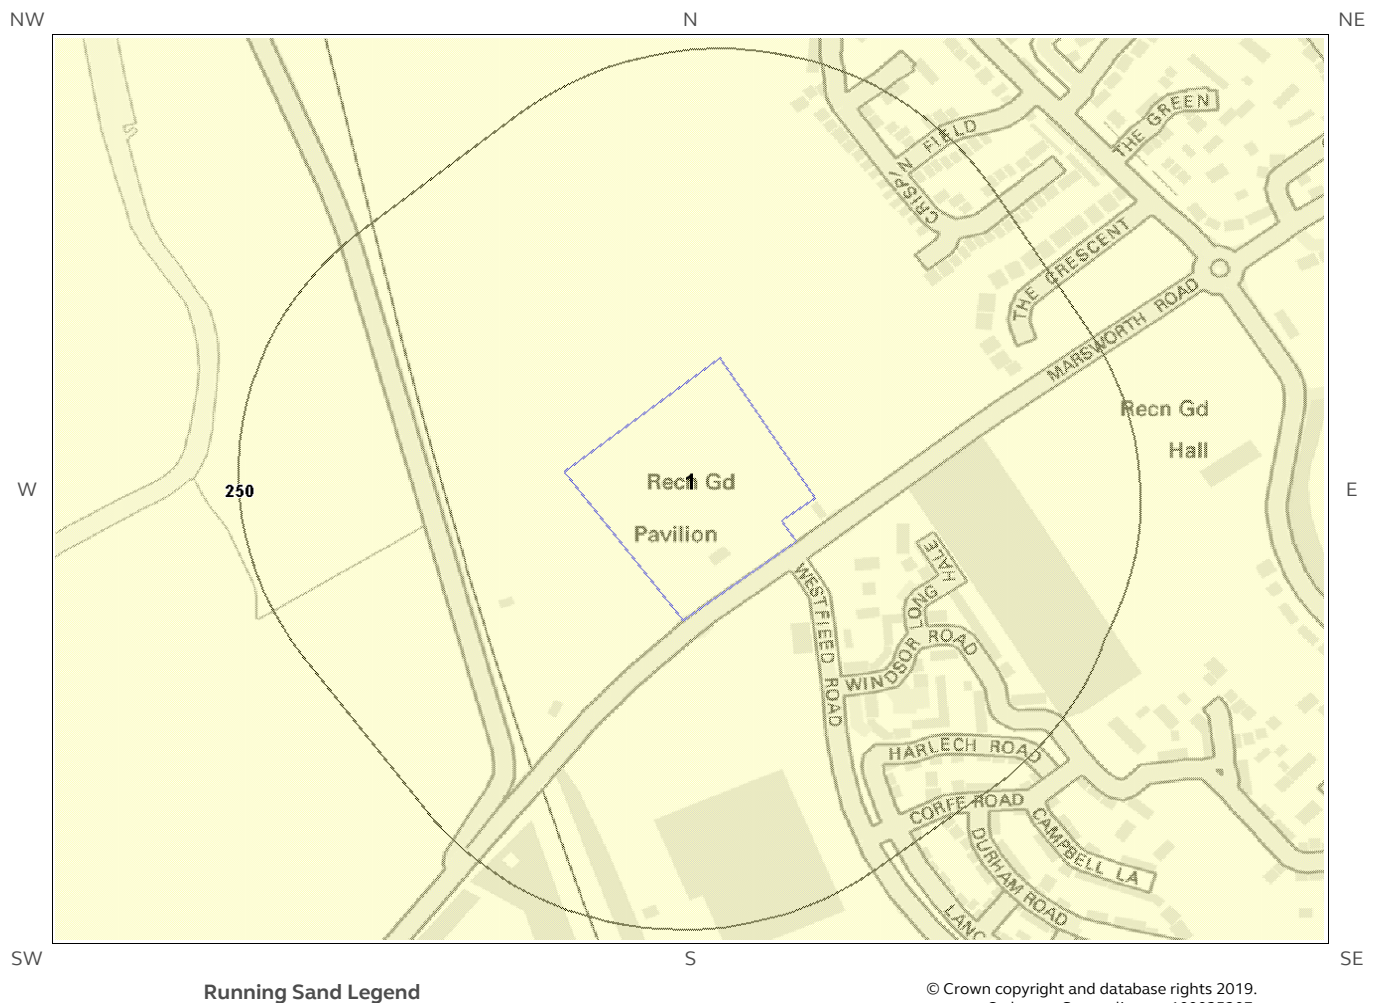 NW
N
NE
FIELD
CRISPIN
THE GREEN
THE CRESCENT
MARSWORTH ROAD
Recn Gd
Hall
W
250
Recn Gd
1
Pavilion
E
HALE
LONG
WESTFIELD ROAD
WINDSOR ROAD
HARLECH ROAD
CORFE ROAD
CAMPBELL LA
DURHAM ROAD
LANC
SW
S
SE
Running Sand Legend
© Crown copyright and database rights 2019.